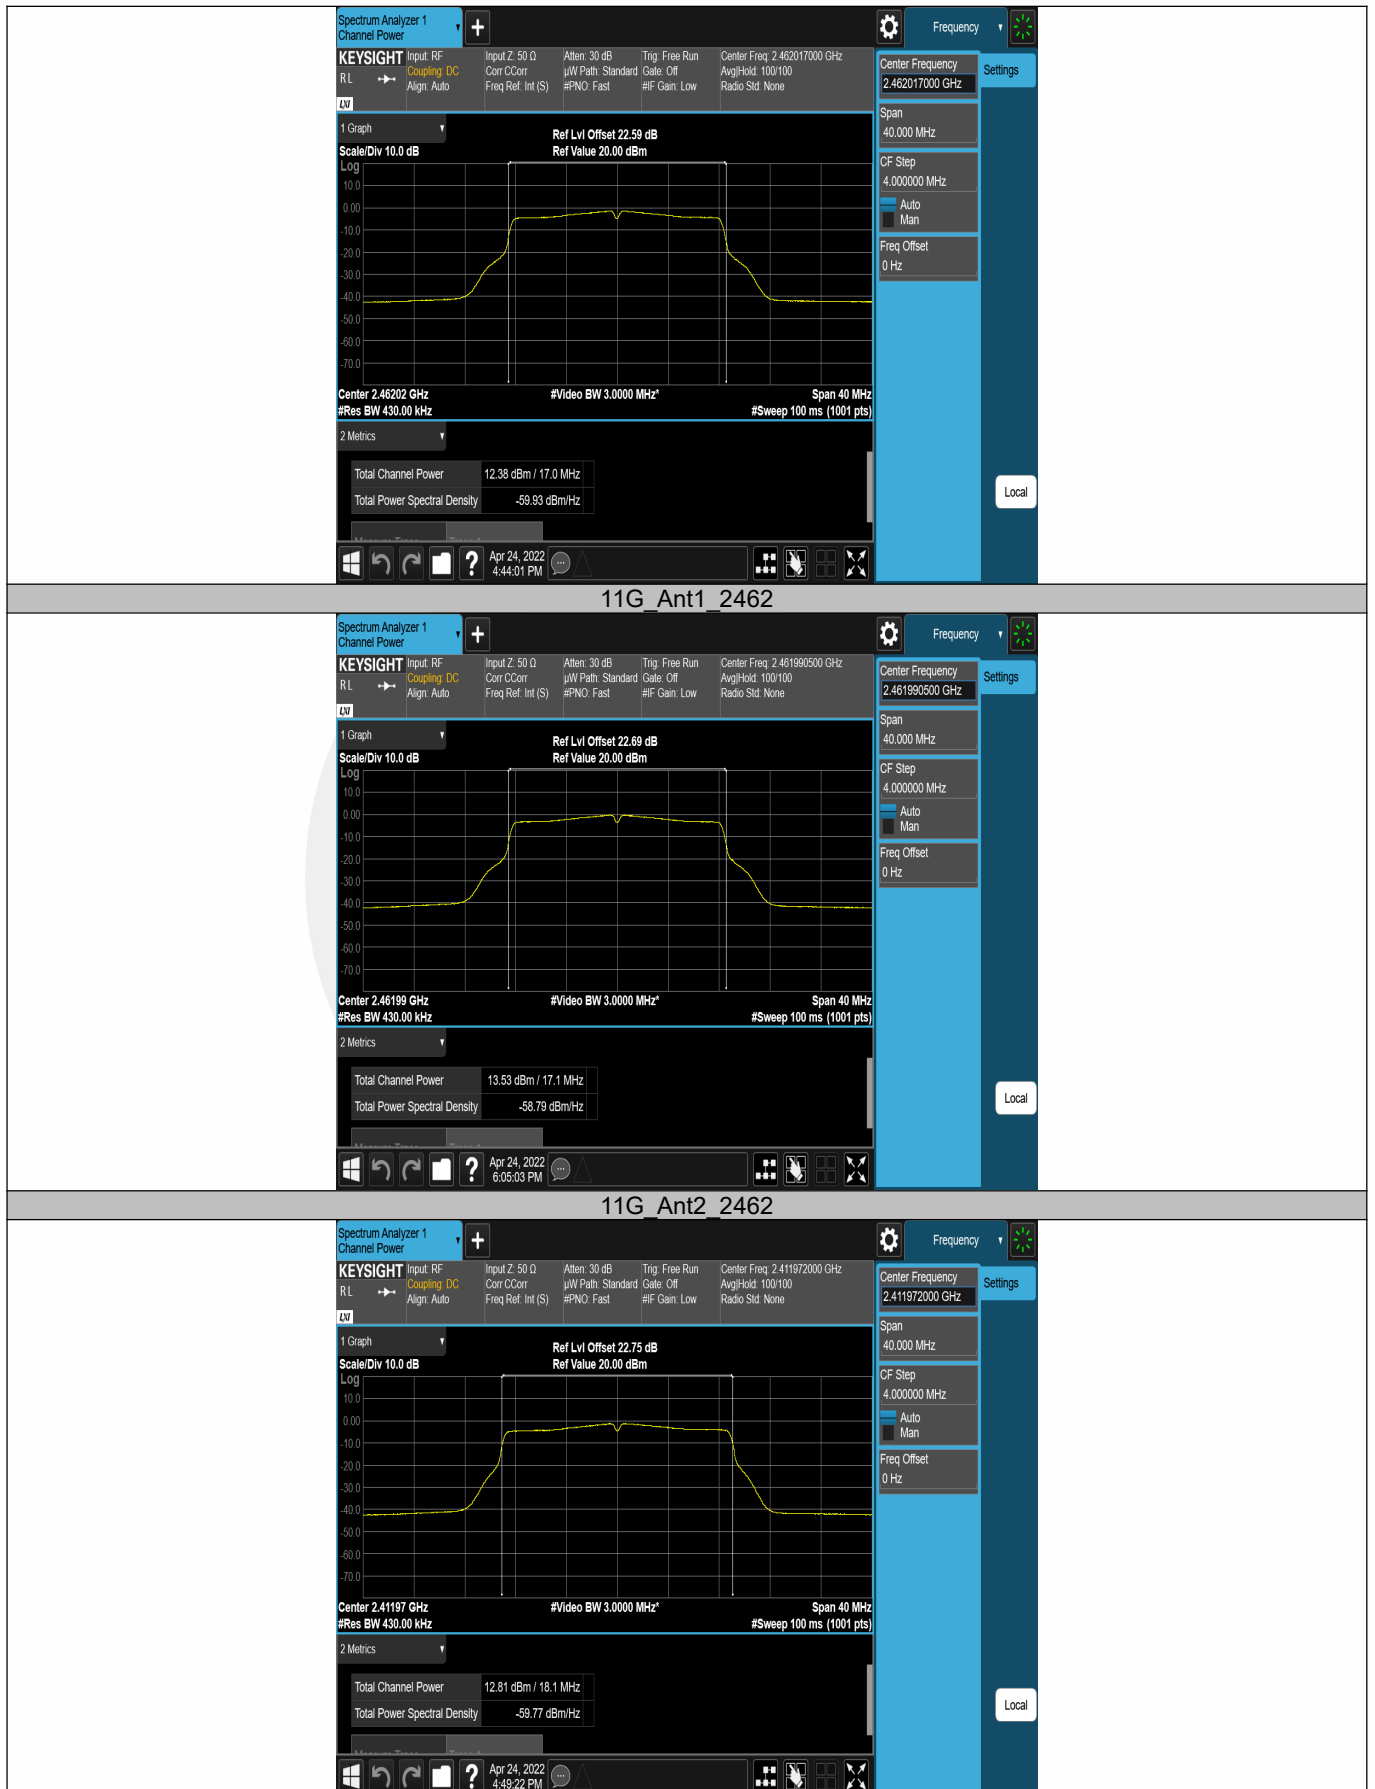 Spectrum Analyzer 1
Channel Power
Frequency
KEYSIGHT Input: RF Input Z: 50 Ω Atten: 30 dB Trig: Free Run Center Freq: 2.462017000 GHz
RL Coupling: DC Corr CCorr µW Path: Standard Gate: Off Avg|Hold: 100/100
Align: Auto Freq Ref: Int (S) #PNO: Fast #IF Gain: Low Radio Std: None
LXI
Center Frequency
2.462017000 GHz
Settings
Span
40.000 MHz
CF Step
4.000000 MHz
Auto
Man
Freq Offset
0 Hz
Local
1 Graph
Ref Lvl Offset 22.59 dB
Scale/Div 10.0 dB Ref Value 20.00 dBm
Log
10.0
0.00
-10.0
-20.0
-30.0
-40.0
-50.0
-60.0
-70.0
Center 2.46202 GHz #Video BW 3.0000 MHz* Span 40 MHz
#Res BW 430.00 kHz #Sweep 100 ms (1001 pts)
2 Metrics
Total Channel Power 12.38 dBm / 17.0 MHz
Total Power Spectral Density -59.93 dBm/Hz
? Apr 24, 2022
4:44:01 PM
11G_Ant1_2462
Spectrum Analyzer 1
Channel Power
Frequency
KEYSIGHT Input: RF Input Z: 50 Ω Atten: 30 dB Trig: Free Run Center Freq: 2.461990500 GHz
RL Coupling: DC Corr CCorr µW Path: Standard Gate: Off Avg|Hold: 100/100
Align: Auto Freq Ref: Int (S) #PNO: Fast #IF Gain: Low Radio Std: None
LXI
Center Frequency
2.461990500 GHz
Settings
Span
40.000 MHz
CF Step
4.000000 MHz
Auto
Man
Freq Offset
0 Hz
Local
1 Graph
Ref Lvl Offset 22.69 dB
Scale/Div 10.0 dB Ref Value 20.00 dBm
Log
10.0
0.00
-10.0
-20.0
-30.0
-40.0
-50.0
-60.0
-70.0
Center 2.46199 GHz #Video BW 3.0000 MHz* Span 40 MHz
#Res BW 430.00 kHz #Sweep 100 ms (1001 pts)
2 Metrics
Total Channel Power 13.53 dBm / 17.1 MHz
Total Power Spectral Density -58.79 dBm/Hz
? Apr 24, 2022
6:05:03 PM
11G_Ant2_2462
Spectrum Analyzer 1
Channel Power
Frequency
KEYSIGHT Input: RF Input Z: 50 Ω Atten: 30 dB Trig: Free Run Center Freq: 2.411972000 GHz
RL Coupling: DC Corr CCorr µW Path: Standard Gate: Off Avg|Hold: 100/100
Align: Auto Freq Ref: Int (S) #PNO: Fast #IF Gain: Low Radio Std: None
LXI
Center Frequency
2.411972000 GHz
Settings
Span
40.000 MHz
CF Step
4.000000 MHz
Auto
Man
Freq Offset
0 Hz
Local
1 Graph
Ref Lvl Offset 22.75 dB
Scale/Div 10.0 dB Ref Value 20.00 dBm
Log
10.0
0.00
-10.0
-20.0
-30.0
-40.0
-50.0
-60.0
-70.0
Center 2.41197 GHz #Video BW 3.0000 MHz* Span 40 MHz
#Res BW 430.00 kHz #Sweep 100 ms (1001 pts)
2 Metrics
Total Channel Power 12.81 dBm / 18.1 MHz
Total Power Spectral Density -59.77 dBm/Hz
? Apr 24, 2022
4:49:22 PM